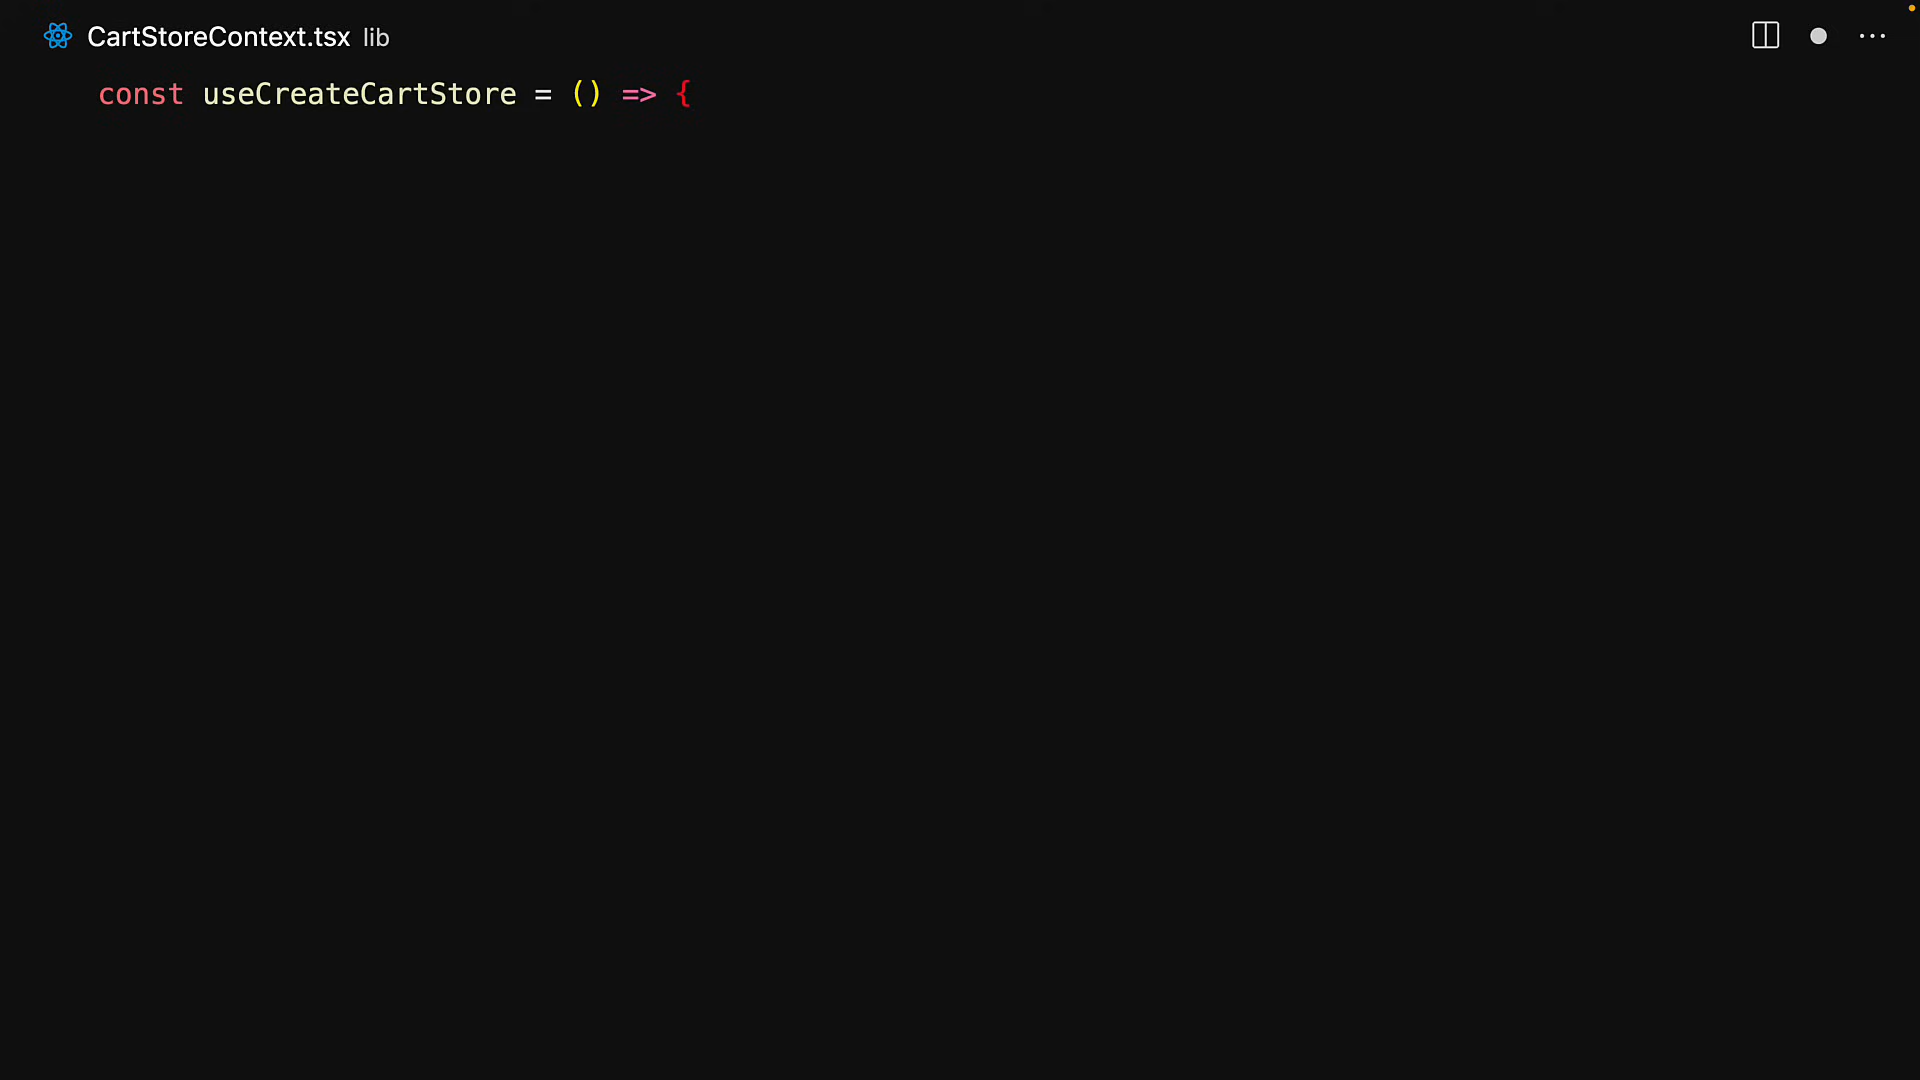 CartStoreContext.tsx lib
const useCreateCartStore = () => {